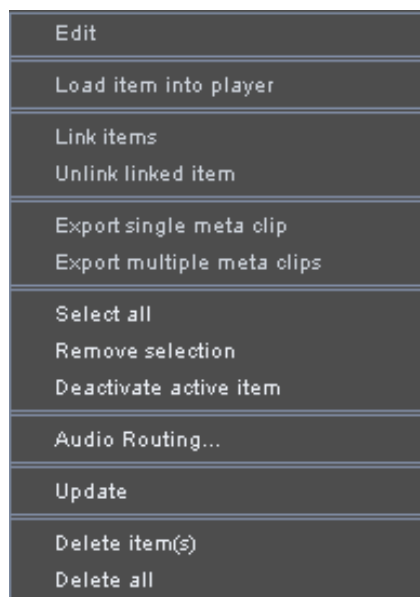 Edit
Load item into player
Link items
Unlink linked item
Export single meta clip
Export multiple meta clips
Select all
Remove selection
Deactivate active item
Audio Routing...
Update
Delete item(s)
Delete all